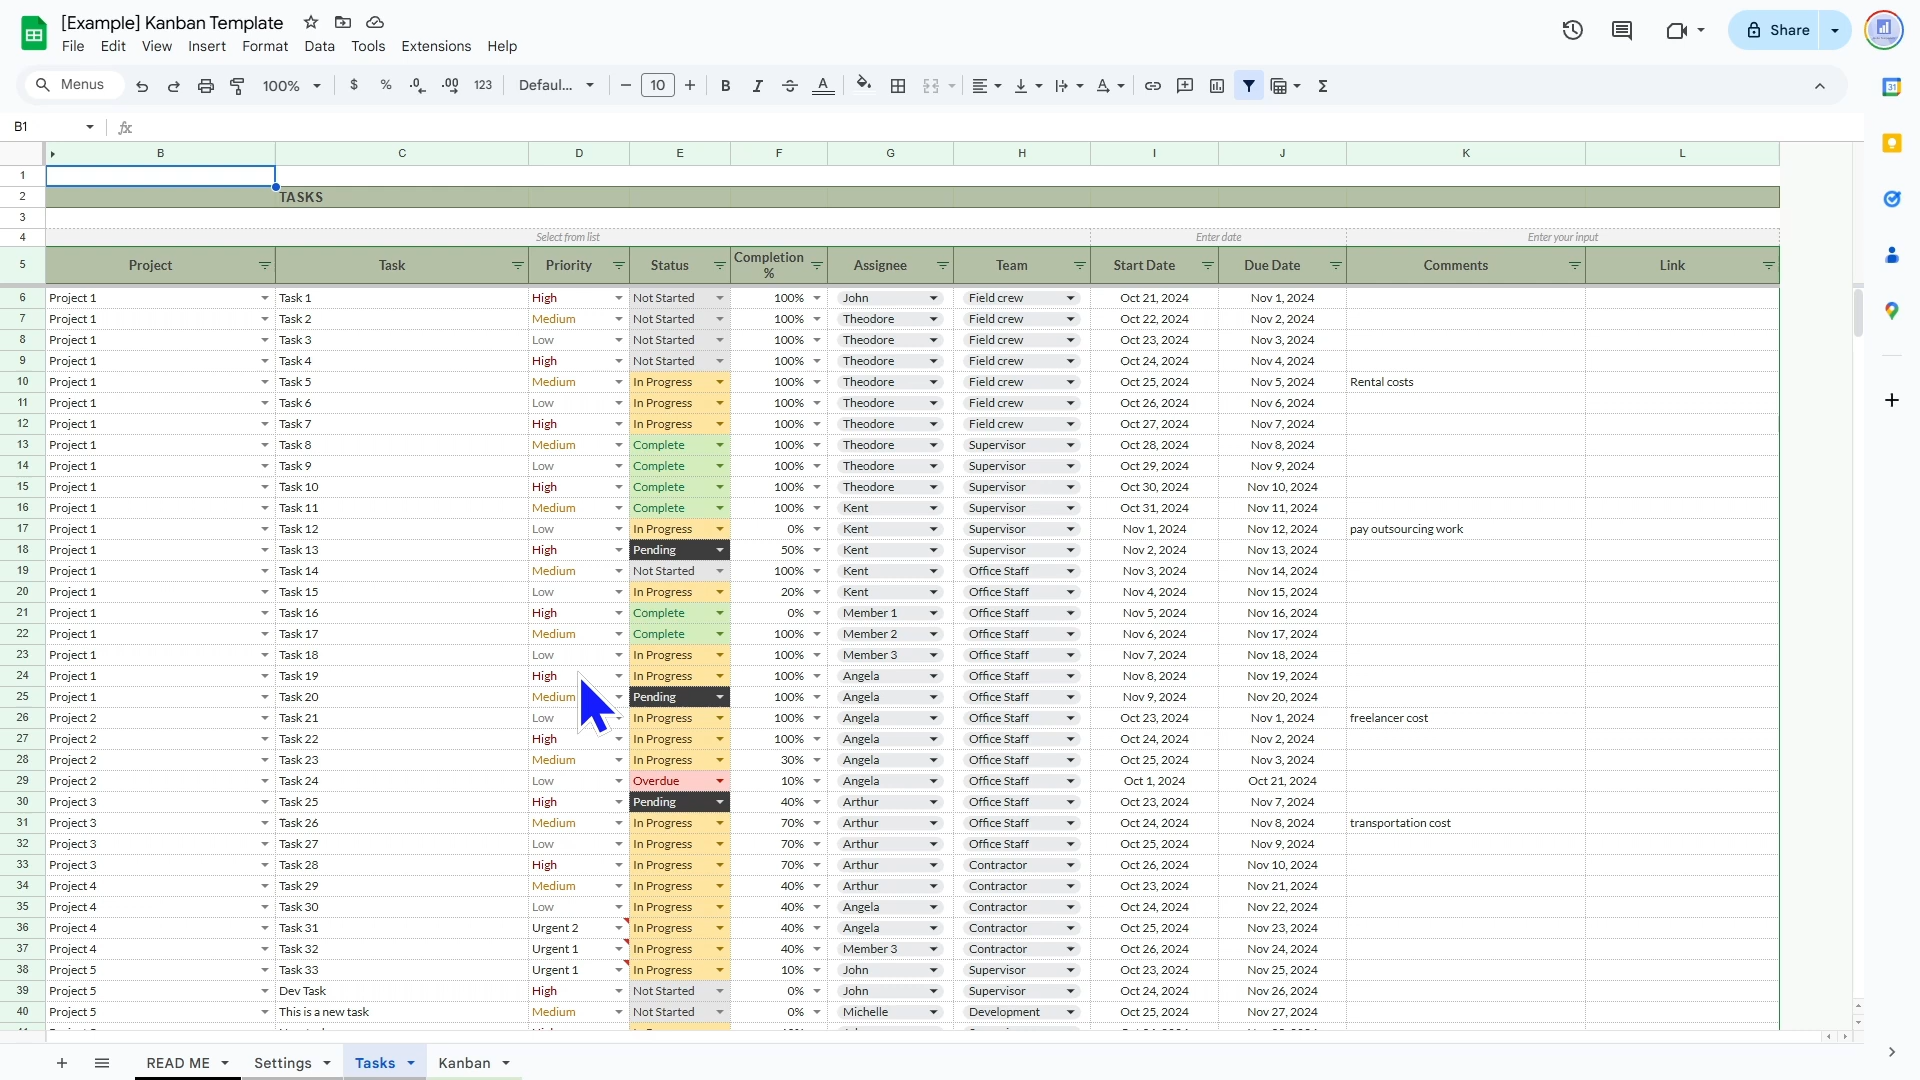 [Example] Kanban Template
File Edit View Insert Format Data Tools Extensions Help
Share
Menus 100% $ % .0 .00 123 Defaul... 10 B I A
31
B1 fx
B C D E F G H I J K L
1
2 TASKS
3
4 Select from list Enter date Enter your input
5 Project Task Priority Status Completion % Assignee Team Start Date Due Date Comments Link
6 Project 1 Task 1 High Not Started 100% John Field crew Oct 21, 2024 Nov 1, 2024
7 Project 1 Task 2 Medium Not Started 100% Theodore Field crew Oct 22, 2024 Nov 2, 2024
8 Project 1 Task 3 Low Not Started 100% Theodore Field crew Oct 23, 2024 Nov 3, 2024
9 Project 1 Task 4 High Not Started 100% Theodore Field crew Oct 24, 2024 Nov 4, 2024
10 Project 1 Task 5 Medium In Progress 100% Theodore Field crew Oct 25, 2024 Nov 5, 2024 Rental costs
11 Project 1 Task 6 Low In Progress 100% Theodore Field crew Oct 26, 2024 Nov 6, 2024
12 Project 1 Task 7 High In Progress 100% Theodore Field crew Oct 27, 2024 Nov 7, 2024
13 Project 1 Task 8 Medium Complete 100% Theodore Supervisor Oct 28, 2024 Nov 8, 2024
14 Project 1 Task 9 Low Complete 100% Theodore Supervisor Oct 29, 2024 Nov 9, 2024
15 Project 1 Task 10 High Complete 100% Theodore Supervisor Oct 30, 2024 Nov 10, 2024
16 Project 1 Task 11 Medium Complete 100% Kent Supervisor Oct 31, 2024 Nov 11, 2024
17 Project 1 Task 12 Low In Progress 0% Kent Supervisor Nov 1, 2024 Nov 12, 2024 pay outsourcing work
18 Project 1 Task 13 High Pending 50% Kent Supervisor Nov 2, 2024 Nov 13, 2024
19 Project 1 Task 14 Medium Not Started 100% Kent Office Staff Nov 3, 2024 Nov 14, 2024
20 Project 1 Task 15 Low In Progress 20% Kent Office Staff Nov 4, 2024 Nov 15, 2024
21 Project 1 Task 16 High Complete 0% Member 1 Office Staff Nov 5, 2024 Nov 16, 2024
22 Project 1 Task 17 Medium Complete 100% Member 2 Office Staff Nov 6, 2024 Nov 17, 2024
23 Project 1 Task 18 Low In Progress 100% Member 3 Office Staff Nov 7, 2024 Nov 18, 2024
24 Project 1 Task 19 High In Progress 100% Angela Office Staff Nov 8, 2024 Nov 19, 2024
25 Project 1 Task 20 Medium Pending 100% Angela Office Staff Nov 9, 2024 Nov 20, 2024
26 Project 2 Task 21 Low In Progress 100% Angela Office Staff Oct 23, 2024 Nov 1, 2024 freelancer cost
27 Project 2 Task 22 High In Progress 100% Angela Office Staff Oct 24, 2024 Nov 2, 2024
28 Project 2 Task 23 Medium In Progress 30% Angela Office Staff Oct 25, 2024 Nov 3, 2024
29 Project 2 Task 24 Low Overdue 10% Angela Office Staff Oct 1, 2024 Oct 21, 2024
30 Project 3 Task 25 High Pending 40% Arthur Office Staff Oct 23, 2024 Nov 7, 2024
31 Project 3 Task 26 Medium In Progress 70% Arthur Office Staff Oct 24, 2024 Nov 8, 2024 transportation cost
32 Project 3 Task 27 Low In Progress 70% Arthur Office Staff Oct 25, 2024 Nov 9, 2024
33 Project 3 Task 28 High In Progress 70% Arthur Contractor Oct 26, 2024 Nov 10, 2024
34 Project 4 Task 29 Medium In Progress 40% Arthur Contractor Oct 23, 2024 Nov 21, 2024
35 Project 4 Task 30 Low In Progress 40% Angela Contractor Oct 24, 2024 Nov 22, 2024
36 Project 4 Task 31 Urgent 2 In Progress 40% Angela Contractor Oct 25, 2024 Nov 23, 2024
37 Project 4 Task 32 Urgent 1 In Progress 40% Member 3 Contractor Oct 26, 2024 Nov 24, 2024
38 Project 5 Task 33 Urgent 1 In Progress 10% John Supervisor Oct 23, 2024 Nov 25, 2024
39 Project 5 Dev Task High Not Started 0% John Supervisor Oct 24, 2024 Nov 26, 2024
40 Project 5 This is a new task Medium Not Started 0% Michelle Development Oct 25, 2024 Nov 27, 2024
READ ME Settings Tasks Kanban